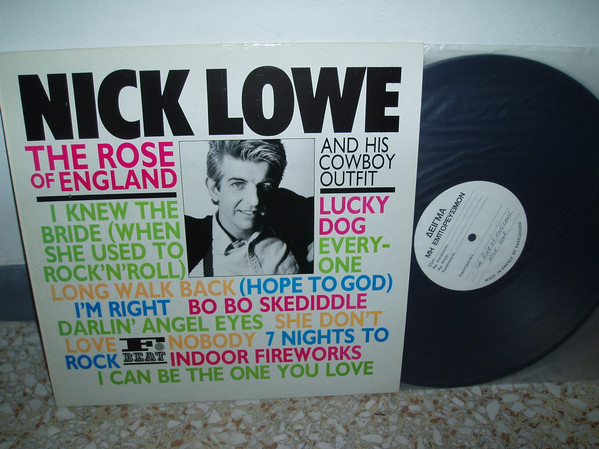 NICK LOWE
THE ROSE
OF ENGLAND
AND HIS
COWBOY
OUTFIT
I KNEW THE
BRIDE (WHEN
SHE USED TO
ROCK'N'ROLL)
LUCKY
DOG
EVERY-
ONE
LONG WALK BACK (HOPE TO GOD)
I'M RIGHT BO BO SKEDIDDLE
DARLIN' ANGEL EYES SHE DON'T
LOVE NOBODY 7 NIGHTS TO
ROCK INDOOR FIREWORKS
F.
BEAT
I CAN BE THE ONE YOU LOVE
ΔΕΙΓΜΑ
ΜΗ ΕΜΠΟΡΕΥΣΙΜΟΝ